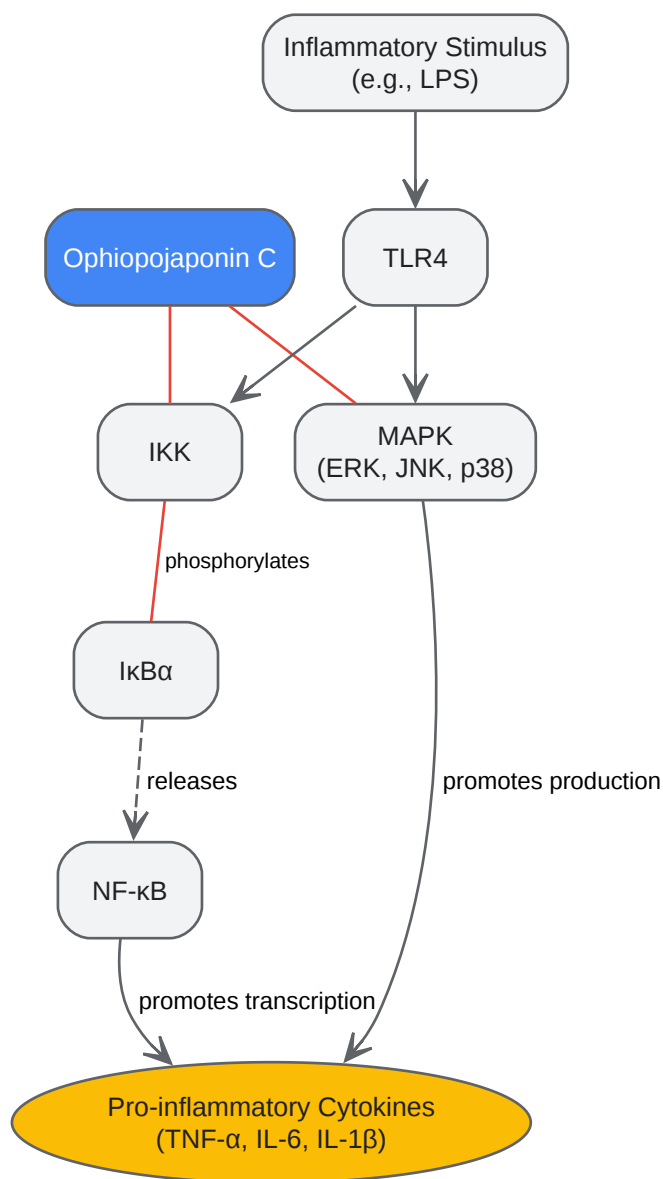 Inflammatory Stimulus
(e.g., LPS)
Ophiopojaponin C
TLR4
IKK
MAPK
(ERK, JNK, p38)
phosphorylates
IκBα
releases
promotes production
NF-κB
promotes transcription
Pro-inflammatory Cytokines
(TNF-α, IL-6, IL-1β)